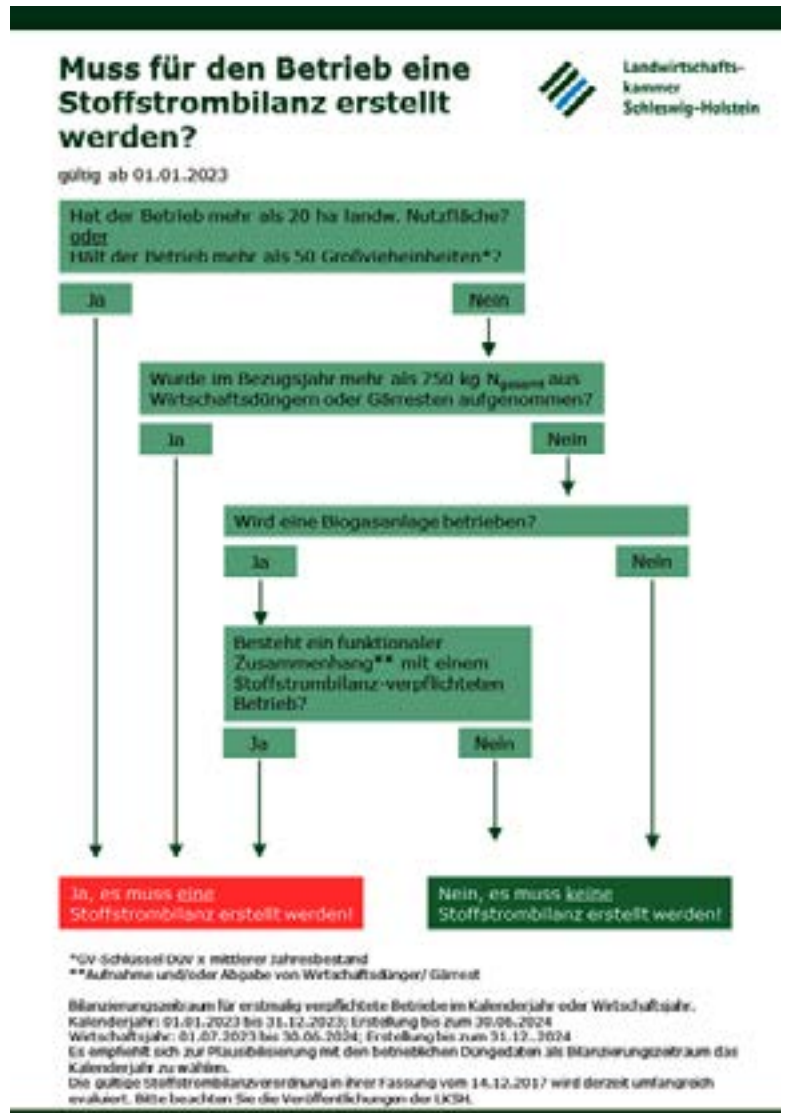 Muss für den Betrieb eine
Stoffstrombilanz erstellt
werden?
Landwirtschafts-
kammer
Schleswig-Holstein
gültig ab 01.01.2023
Hat der Betrieb mehr als 20 ha landw. Nutzfläche?
oder
Hält der Betrieb mehr als 50 Großvieheinheiten*?
Ja
Nein
Wurde im Bezugsjahr mehr als 750 kg Ngesamt aus
Wirtschaftsdüngern oder Gärresten aufgenommen?
Ja
Nein
Wird eine Biogasanlage betrieben?
Ja
Nein
Besteht ein funktionaler
Zusammenhang** mit einem
Stoffstrombilanz-verpflichteten
Betrieb?
Ja
Nein
Ja, es muss eine
Stoffstrombilanz erstellt werden!
Nein, es muss keine
Stoffstrombilanz erstellt werden!
*GV-Schlüssel DüV x mittlerer Jahresbestand
**Aufnahme und/oder Abgabe von Wirtschaftsdünger/ Gärrest
Bilanzierungszeitraum für erstmalig verpflichtete Betriebe im Kalenderjahr oder Wirtschaftsjahr.
Kalenderjahr: 01.01.2023 bis 31.12.2023; Erstellung bis zum 30.06.2024
Wirtschaftsjahr: 01.07.2023 bis 30.06.2024; Erstellung bis zum 31.12..2024
Es empfiehlt sich zur Plausibilisierung mit den betrieblichen Düngedaten als Bilanzierungszeitraum das
Kalenderjahr zu wählen.
Die gültige Stoffstrombilanzverordnung in ihrer Fassung vom 14.12.2017 wird derzeit umfangreich
evaluiert. Bitte beachten Sie die Veröffentlichungen der LKSH.